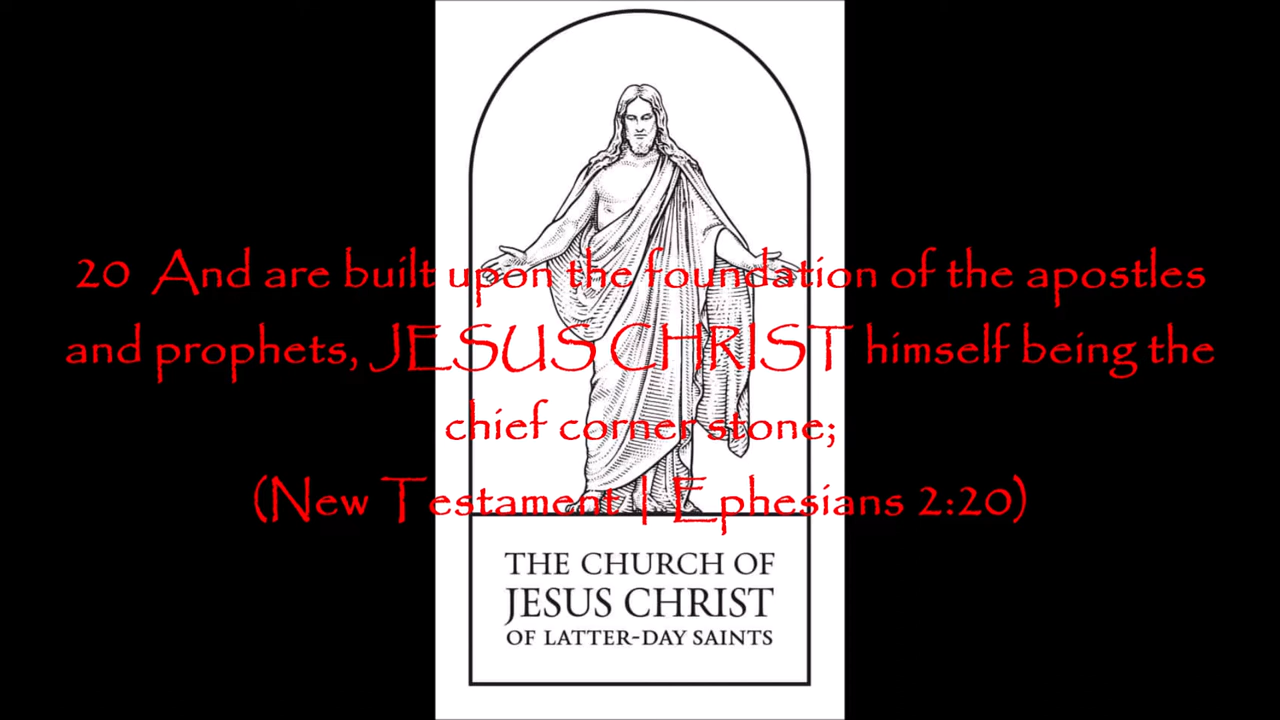 20 And are built upon the foundation of the apostles
and prophets, JESUS CHRIST himself being the
chief corner stone;
(New Testament | Ephesians 2:20)
THE CHURCH OF
JESUS CHRIST
OF LATTER-DAY SAINTS